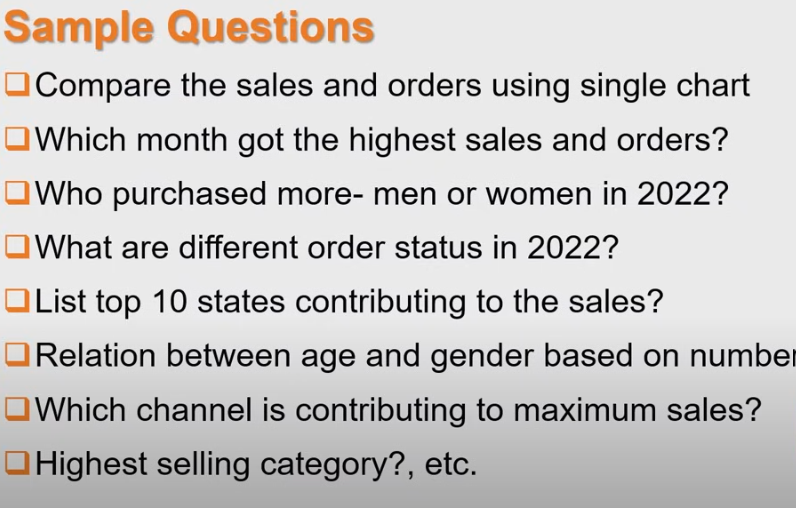 Sample Questions
Compare the sales and orders using single chart
Which month got the highest sales and orders?
Who purchased more- men or women in 2022?
What are different order status in 2022?
List top 10 states contributing to the sales?
Relation between age and gender based on number
Which channel is contributing to maximum sales?
Highest selling category?, etc.